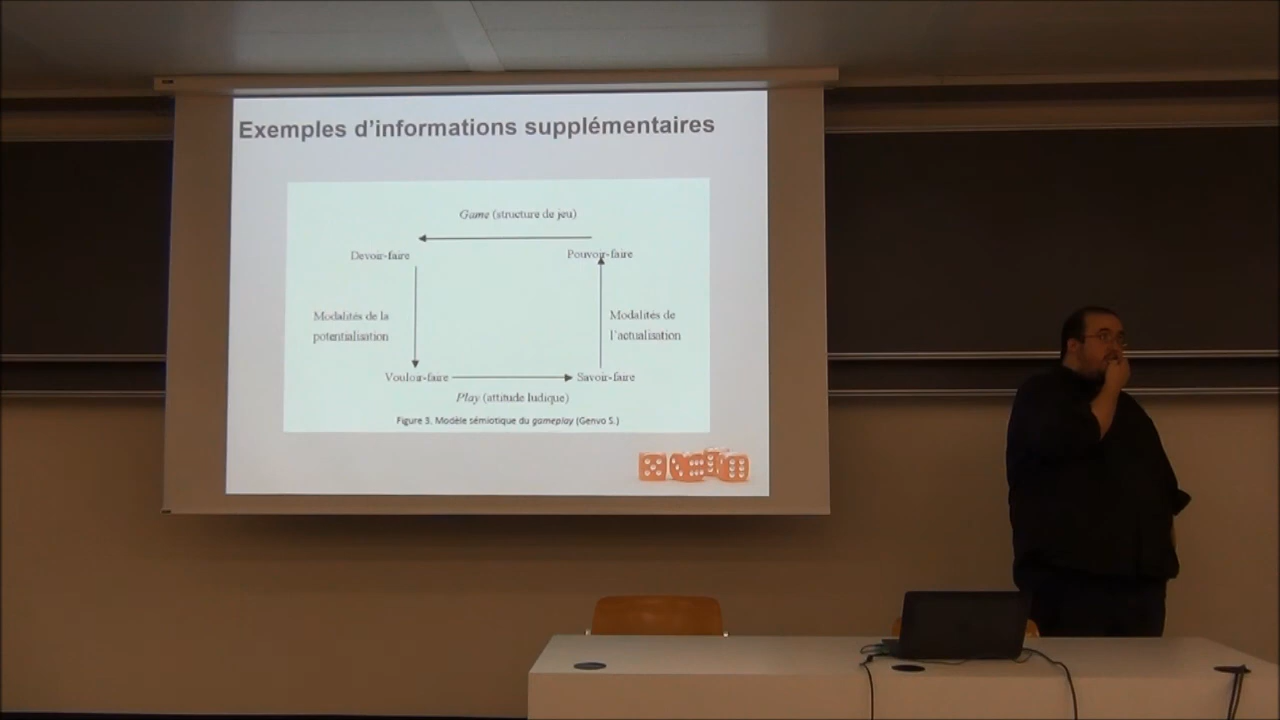 Exemples d'informations supplémentaires
Game (structure de jeu)
Devoir-faire
Pouvoir-faire
Modalités de la
potentialisation
Modalités de
l'actualisation
Vouloir-faire
Savoir-faire
Play (attitude ludique)
Figure 3. Modèle sémiotique du gameplay (Genvo S.)